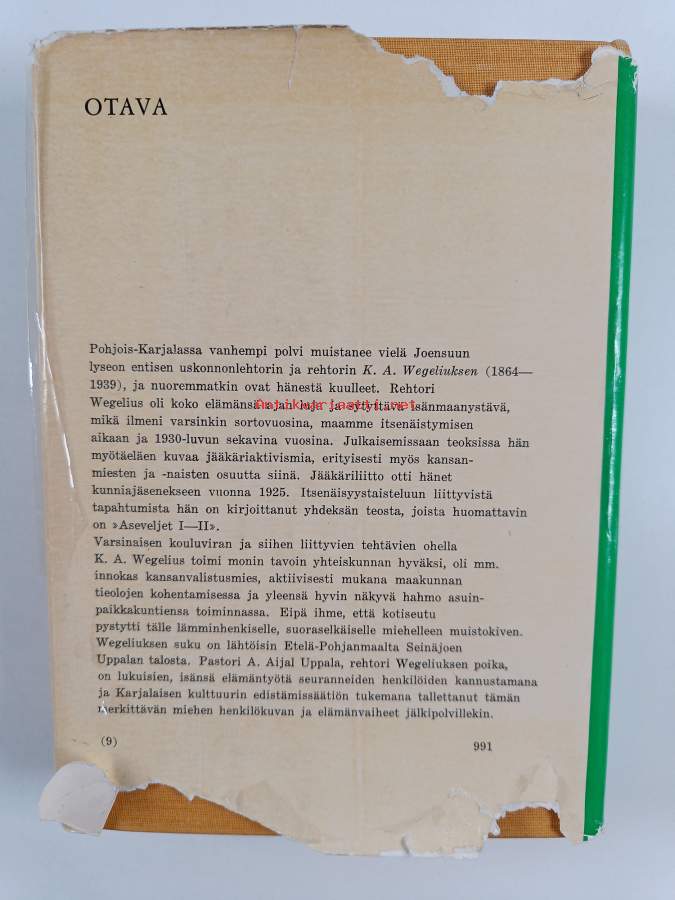 OTAVA
Pohjois-Karjalassa vanhempi polvi muistanee vielä Joensuun
lyseon entisen uskonnonlehtorin ja rehtorin K. A. Wegeliuksen (1864—
1939), ja nuoremmatkin ovat hänestä kuulleet. Rehtori
Wegelius oli koko elämänsä ajan luja ja sytyttävä isänmaanystävä,
Antikvariaatti.net
mikä ilmeni varsinkin sortovuosina, maamme itsenäistymisen
aikaan ja 1930-luvun sekavina vuosina. Julkaisemissaan teoksissa hän
myötäeläen kuvaa jääkäriaktivismia, erityisesti myös kansan-
miesten ja -naisten osuutta siinä. Jääkäriliitto otti hänet
kunniajäsenekseen vuonna 1925. Itsenäisyystaisteluun liittyvistä
tapahtumista hän on kirjoittanut yhdeksän teosta, joista huomattavin
on »Aseveljet I—II».
Varsinaisen kouluviran ja siihen liittyvien tehtävien ohella
K. A. Wegelius toimi monin tavoin yhteiskunnan hyväksi, oli mm.
innokas kansanvalistusmies, aktiivisesti mukana maakunnan
tieolojen kohentamisessa ja yleensä hyvin näkyvä hahmo asuin-
paikkakuntiensa toiminnassa. Eipä ihme, että kotiseutu
pystytti tälle lämminhenkiselle, suoraselkäiselle miehelleen muistokiven.
Wegeliuksen suku on lähtöisin Etelä-Pohjanmaalta Seinäjoen
Uppalan talosta. Pastori A. Aijal Uppala, rehtori Wegeliuksen poika,
on lukuisien, isänsä elämäntyötä seuranneiden henkilöiden kannustamana
ja Karjalaisen kulttuurin edistämissäätiön tukemana tallettanut tämän
merkittävän miehen henkilökuvan ja elämänvaiheet jälkipolvillekin.
(9) 991